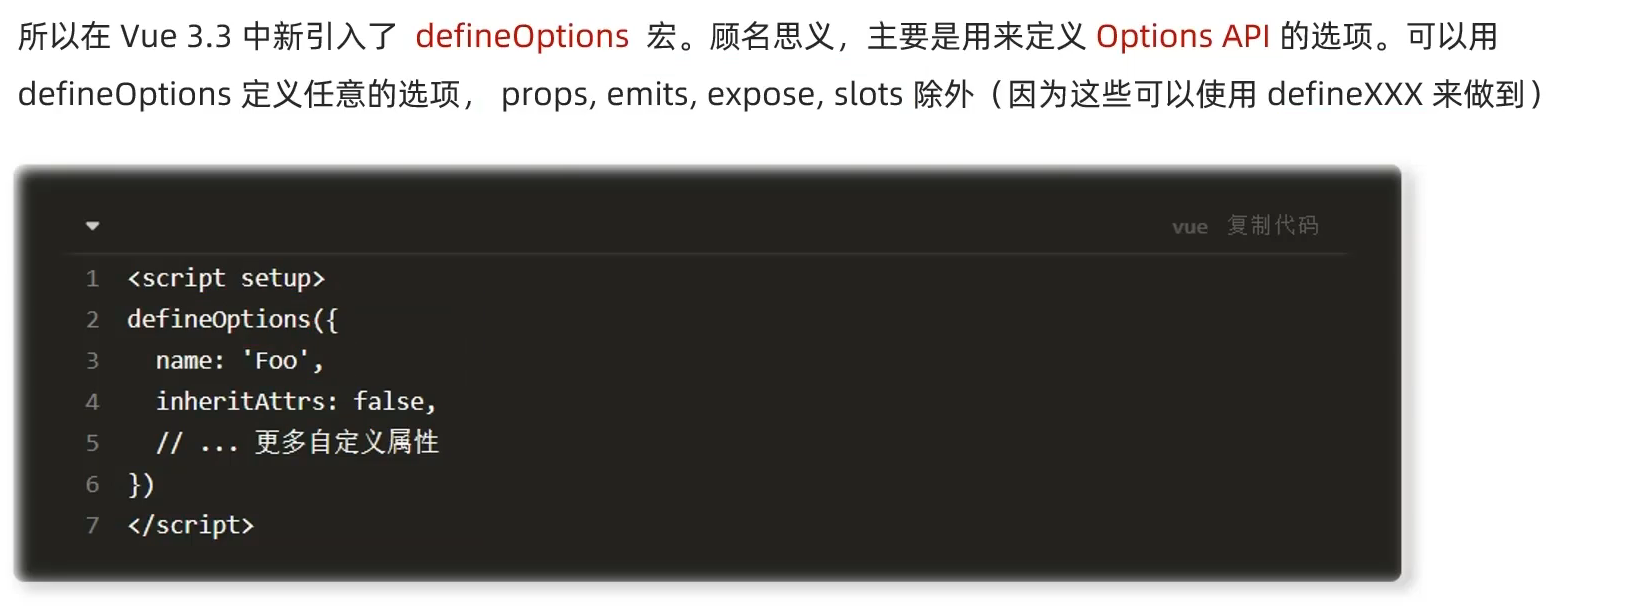 所以在 Vue 3.3 中新引入了 defineOptions 宏。顾名思义，主要是用来定义 Options API 的选项。可以用
defineOptions 定义任意的选项， props, emits, expose, slots 除外（因为这些可以使用 defineXXX 来做到）
vue 复制代码
1 <script setup>
2 defineOptions({
3   name: 'Foo',
4   inheritAttrs: false,
5   // ... 更多自定义属性
6 })
7 </script>